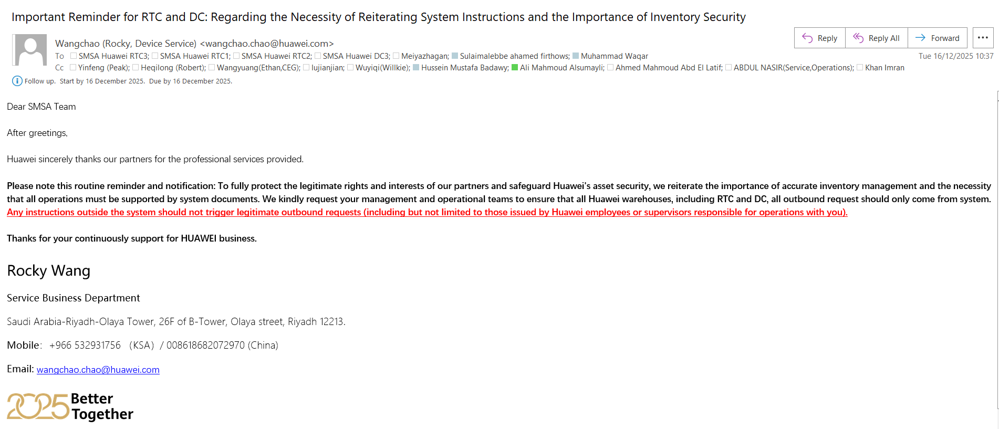 Important Reminder for RTC and DC: Regarding the Necessity of Reiterating System Instructions and the Importance of Inventory Security
Wangchao (Rocky, Device Service) <wangchao.chao@huawei.com>
Reply
Reply All
Forward
To SMSA Huawei RTC3; SMSA Huawei RTC1; SMSA Huawei RTC2; SMSA Huawei DC3; Meiyazhagan; Sulaimalebbe ahamed firthows; Muhammad Waqar
Tue 16/12/2025 10:37
Cc Yinfeng (Peak); Heqilong (Robert); Wangyuang(Ethan,CEG); lujianjian; Wuyiqi(Willkie); Hussein Mustafa Badawy; Ali Mahmoud Alsumayli; Ahmed Mahmoud Abd El Latif; ABDUL NASIR(Service,Operations); Khan Imran
Follow up. Start by 16 December 2025. Due by 16 December 2025.
Dear SMSA Team
After greetings,
Huawei sincerely thanks our partners for the professional services provided.
Please note this routine reminder and notification: To fully protect the legitimate rights and interests of our partners and safeguard Huawei's asset security, we reiterate the importance of accurate inventory management and the necessity
that all operations must be supported by system documents. We kindly request your management and operational teams to ensure that all Huawei warehouses, including RTC and DC, all outbound request should only come from system.
Any instructions outside the system should not trigger legitimate outbound requests (including but not limited to those issued by Huawei employees or supervisors responsible for operations with you).
Thanks for your continuously support for HUAWEI business.
Rocky Wang
Service Business Department
Saudi Arabia-Riyadh-Olaya Tower, 26F of B-Tower, Olaya street, Riyadh 12213.
Mobile： +966 532931756 （KSA）/ 008618682072970 (China)
Email: wangchao.chao@huawei.com
2025 Better
Together